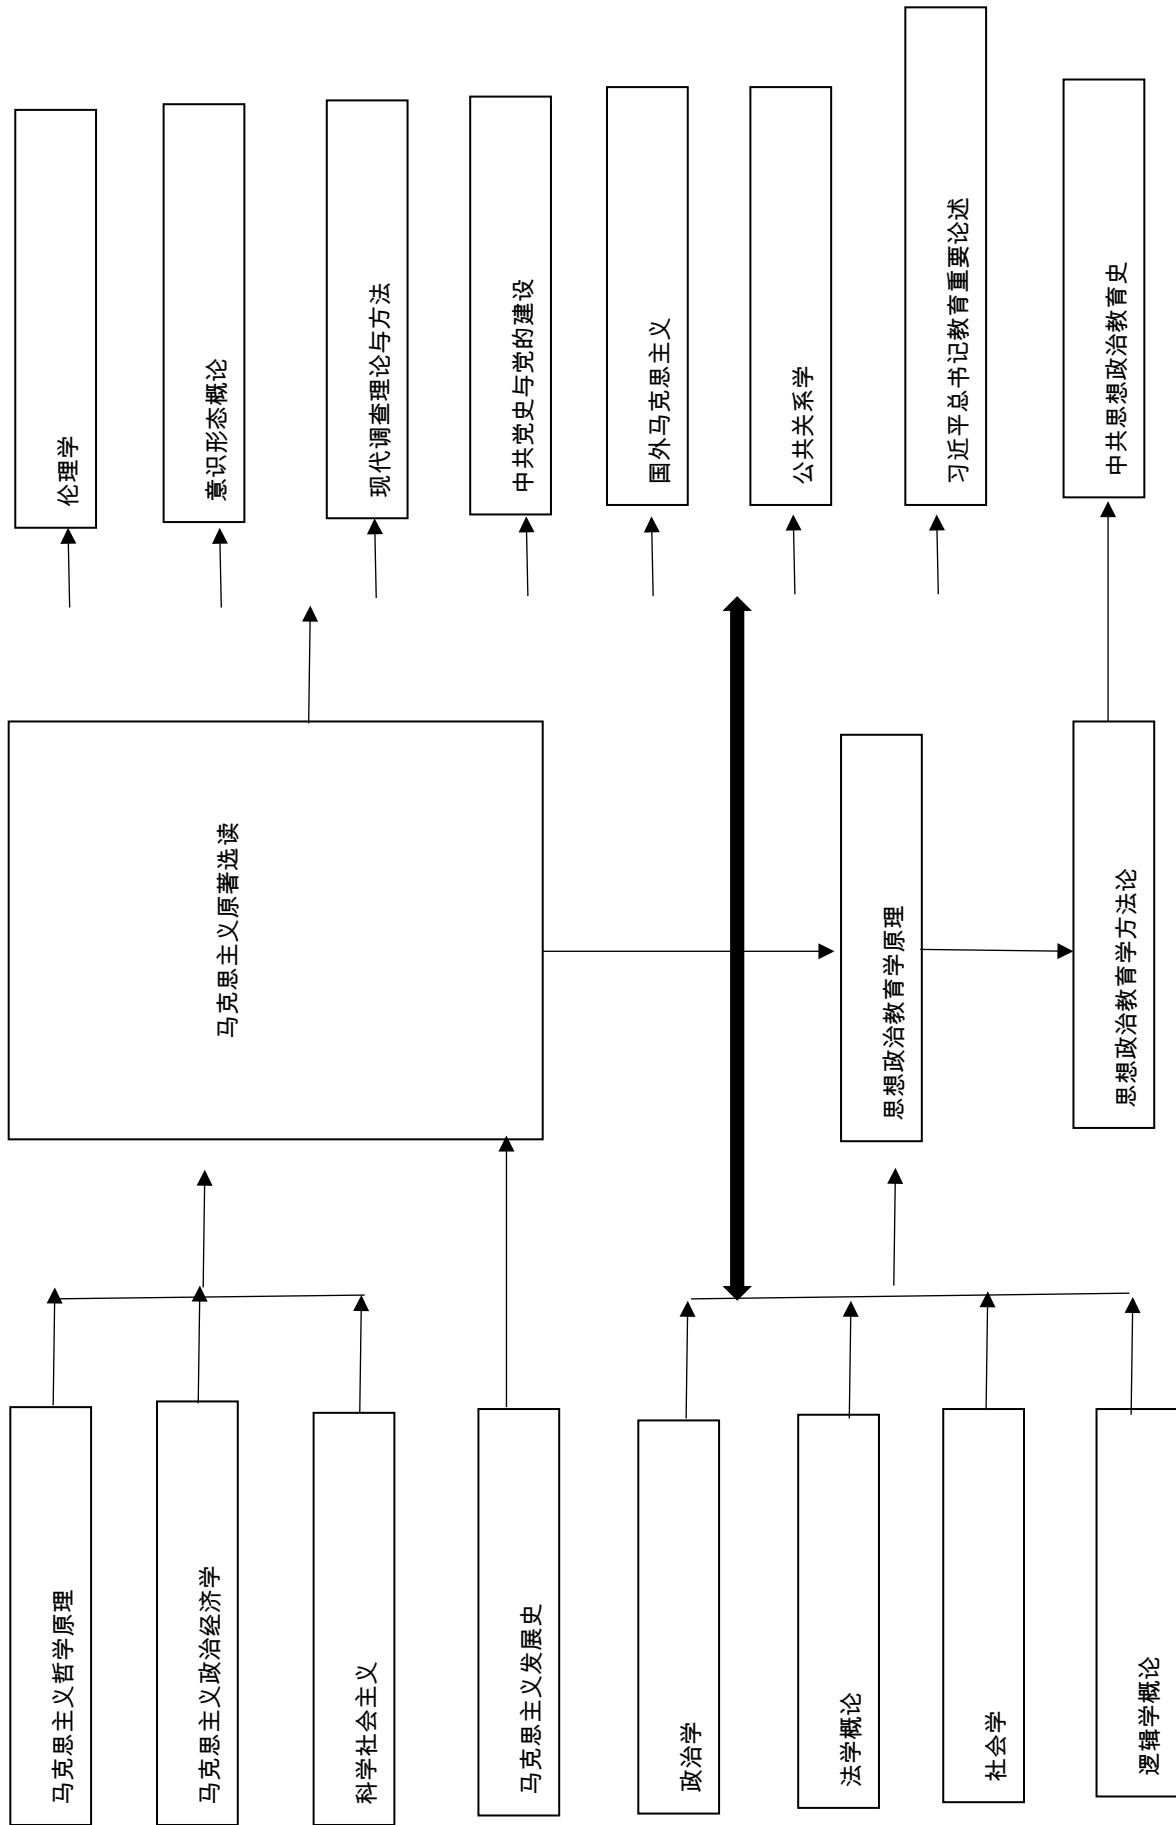 马克思主义哲学原理
马克思主义政治经济学
科学社会主义
马克思主义发展史
政治学
法学概论
社会学
逻辑学概论
马克思主义原著选读
思想政治教育学原理
思想政治教育学方法论
伦理学
意识形态概论
现代调查理论与方法
中共党史与党的建设
国外马克思主义
公共关系学
习近平总书记教育重要论述
中共思想政治教育史